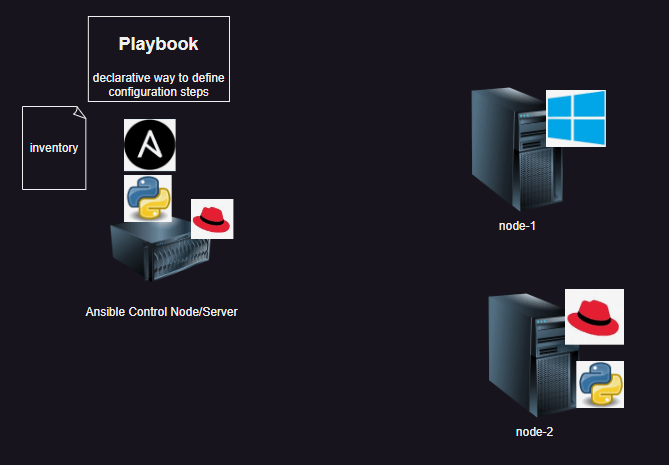 Playbook
declarative way to define
configuration steps
inventory
Ansible Control Node/Server
node-1
node-2